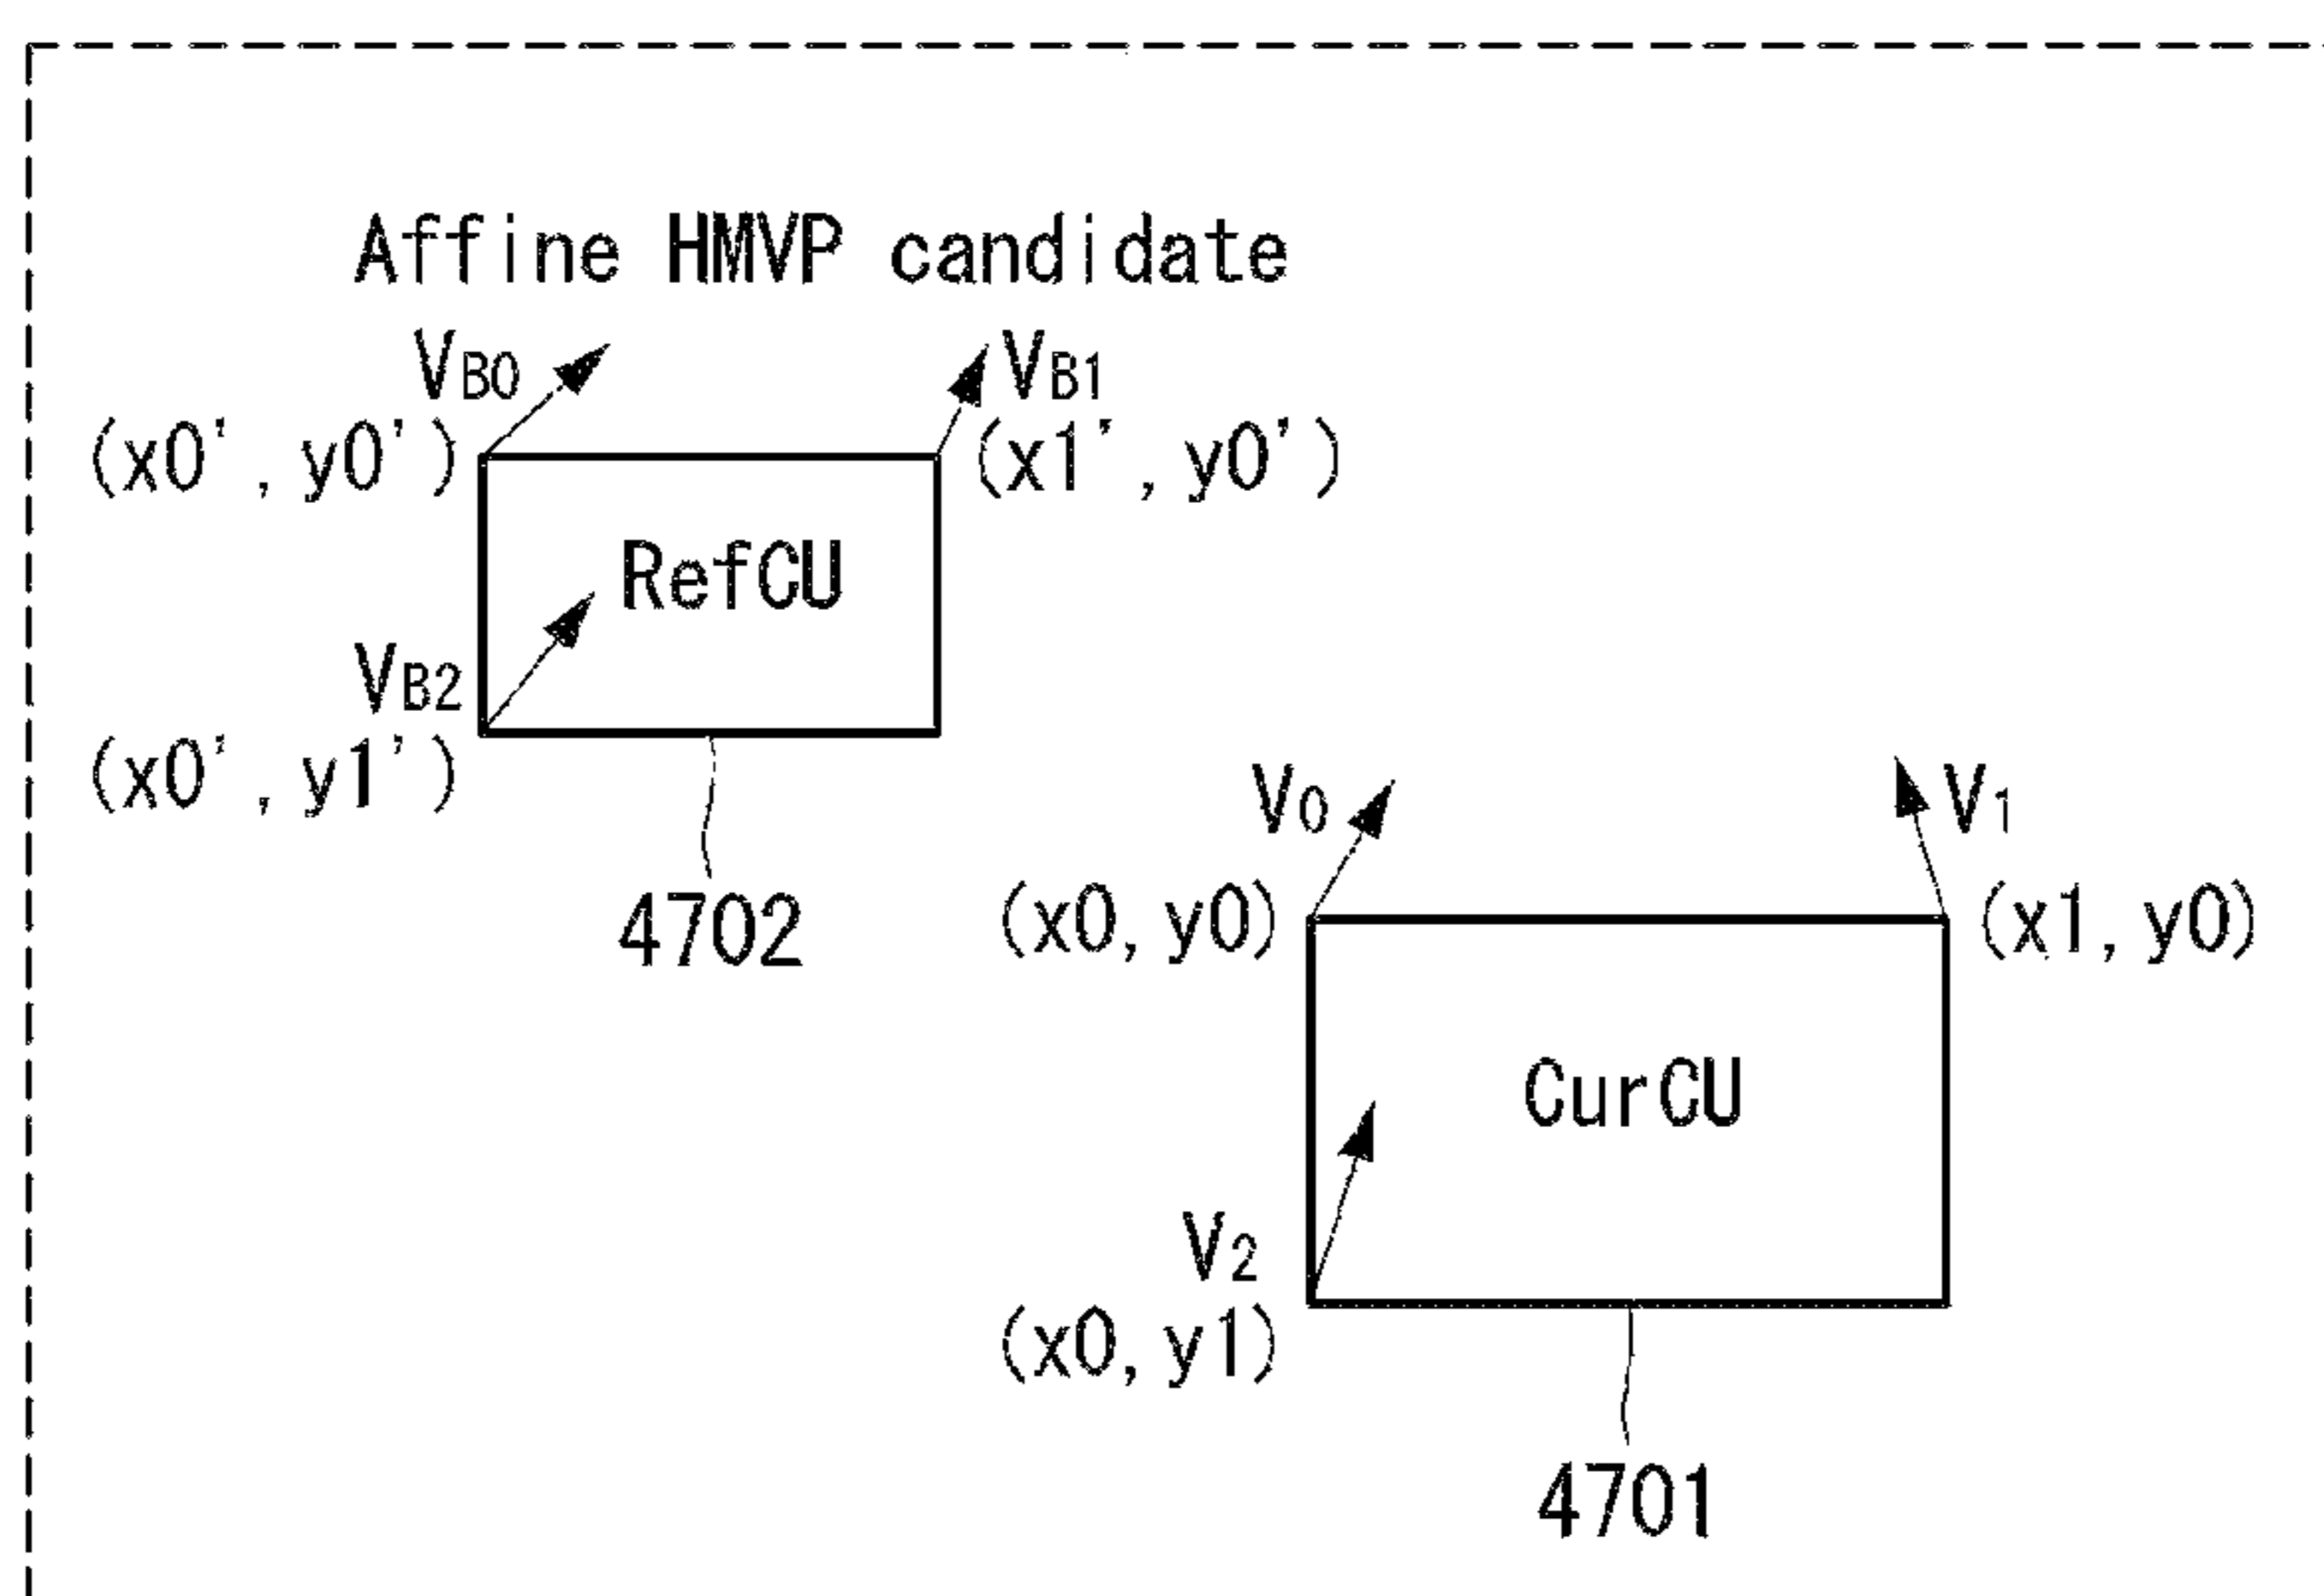 Affine HMVP candidate
VB0
VB1
(x0', y0')
(x1', y0')
RefCU
VB2
(x0', y1')
4702
V0
V1
(x0, y0)
(x1, y0)
CurCU
V2
(x0, y1)
4701